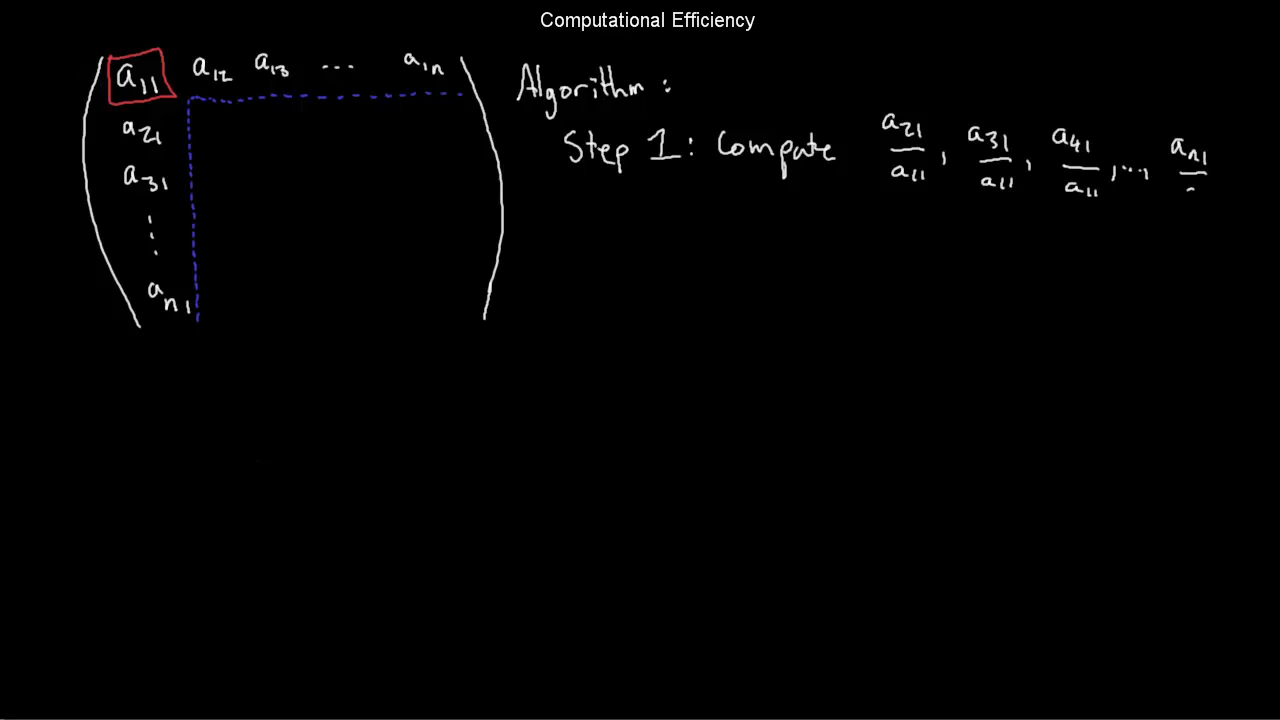 Computational Efficiency
a11 a12 a13 ... a1n
a21
a31
⋮
an1
Algorithm :
Step 1: Compute a21/a11, a31/a11, a41/a11, ..., an1/